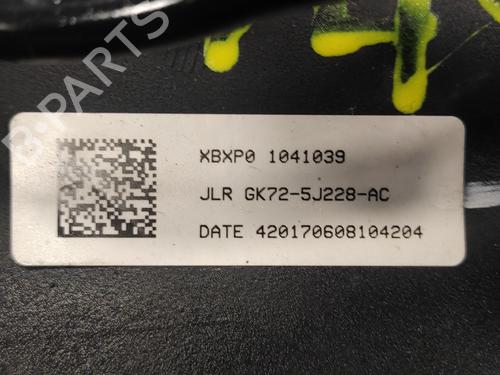 B-PARTS
XBXP0 1041039
JLR GK72-5J228-AC
DATE 420170608104204